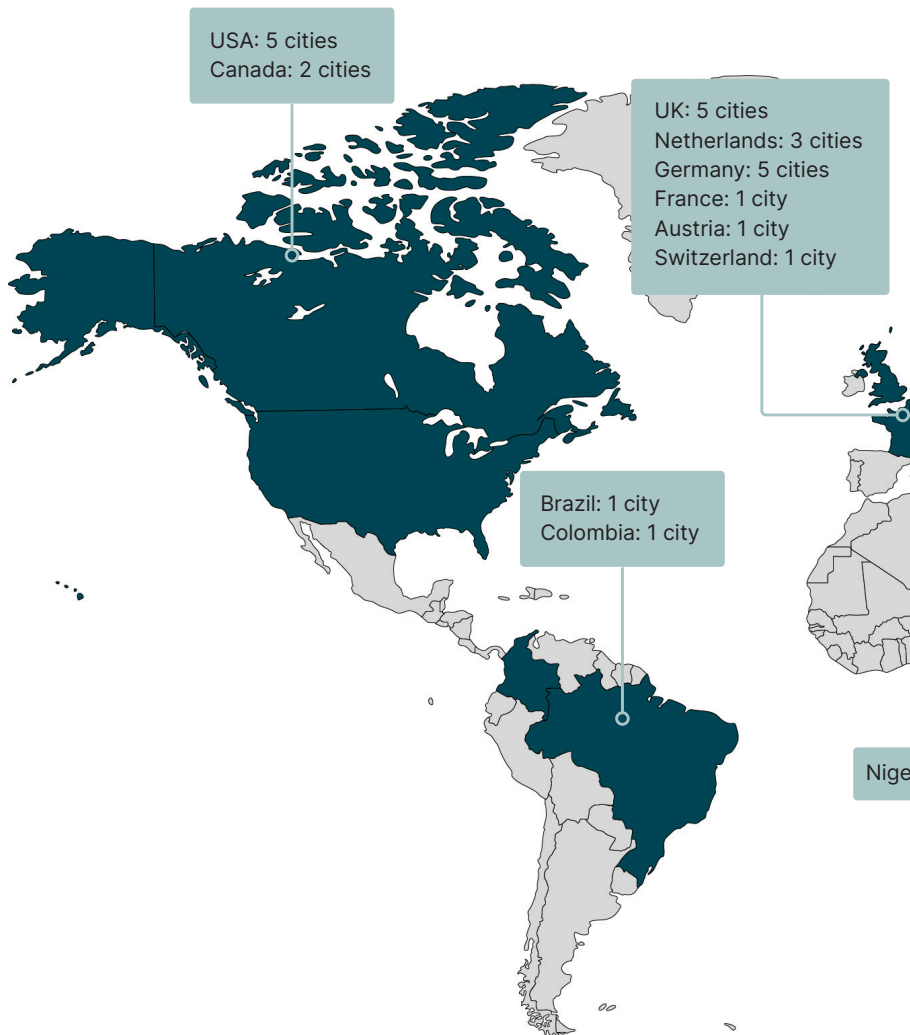 USA: 5 cities
Canada: 2 cities
UK: 5 cities
Netherlands: 3 cities
Germany: 5 cities
France: 1 city
Austria: 1 city
Switzerland: 1 city
Brazil: 1 city
Colombia: 1 city
Nige